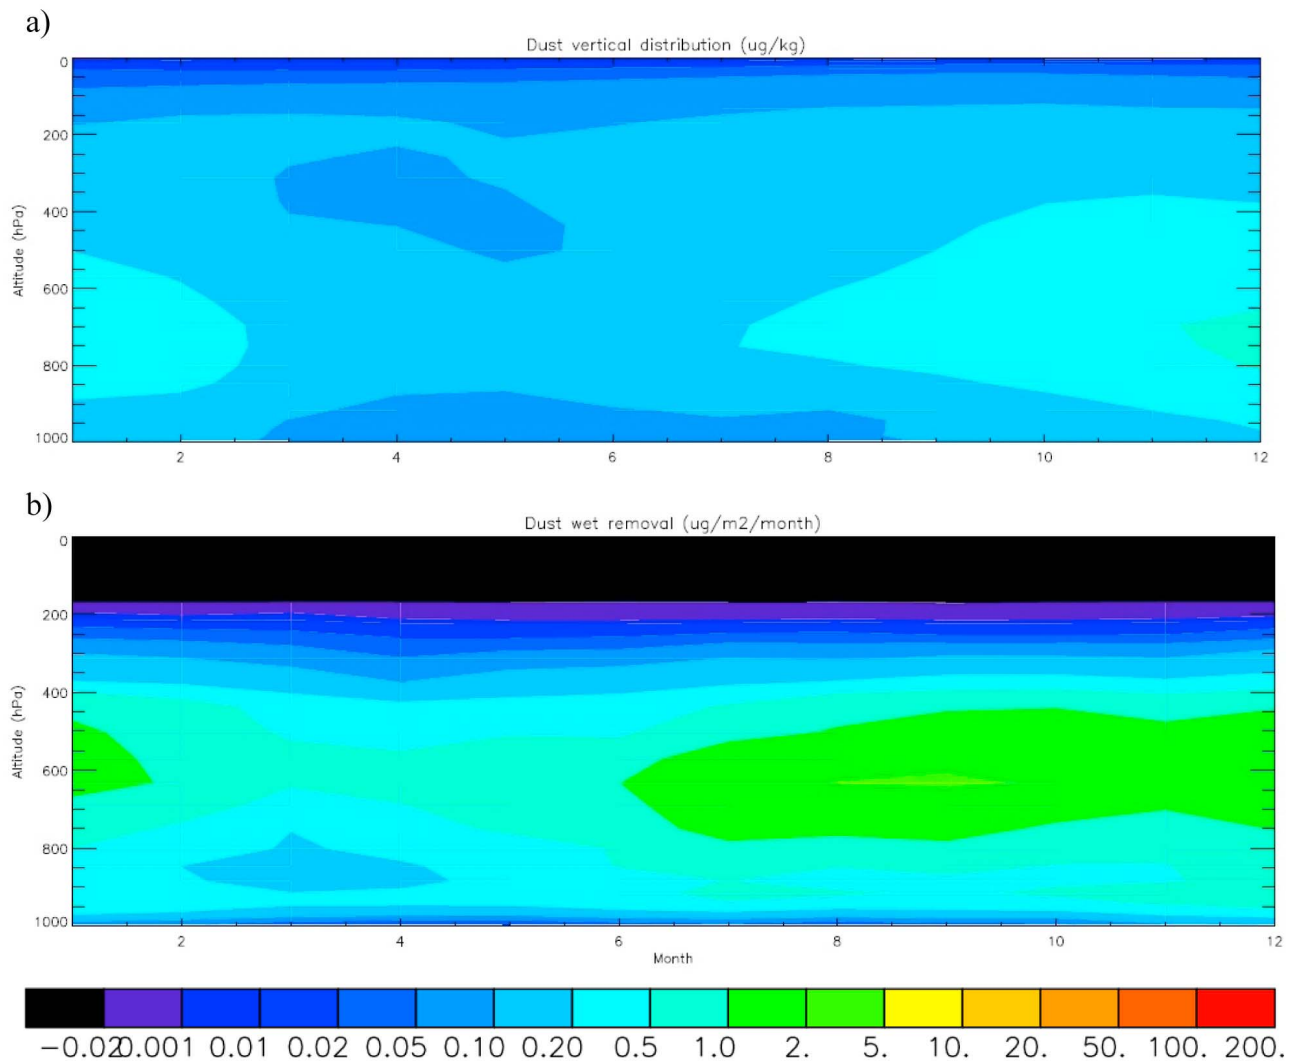 a)
Dust vertical distribution (ug/kg)
0
200
400
600
800
1000
Altitude (hPa)
2 4 6 8 10 12
b)
Dust wet removal (ug/m2/month)
0
200
400
600
800
1000
Altitude (hPa)
2 4 6 8 10 12
Month
-0.02 0.001 0.01 0.02 0.05 0.10 0.20 0.5 1.0 2. 5. 10. 20. 50. 100. 200.